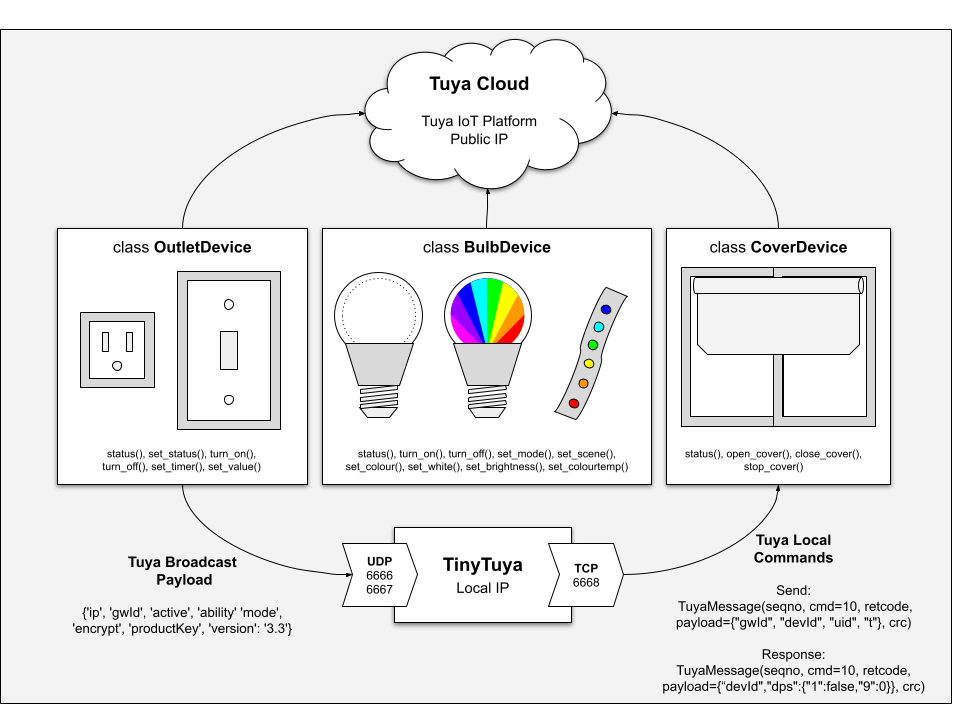 Tuya Cloud
Tuya IoT Platform
Public IP
class OutletDevice
status(), set_status(), turn_on(),
turn_off(), set_timer(), set_value()
class BulbDevice
status(), turn_on(), turn_off(), set_mode(), set_scene(),
set_colour(), set_white(), set_brightness(), set_colourtemp()
class CoverDevice
status(), open_cover(), close_cover(),
stop_cover()
Tuya Broadcast
Payload
{'ip', 'gwId', 'active', 'ability' 'mode',
'encrypt', 'productKey', 'version': '3.3'}
UDP
6666
6667
TinyTuya
Local IP
TCP
6668
Tuya Local
Commands
Send:
TuyaMessage(seqno, cmd=10, retcode,
payload={"gwId", "devId", "uid", "t"}, crc)
Response:
TuyaMessage(seqno, cmd=10, retcode,
payload={“devId","dps":{"1":false,"9":0}}, crc)